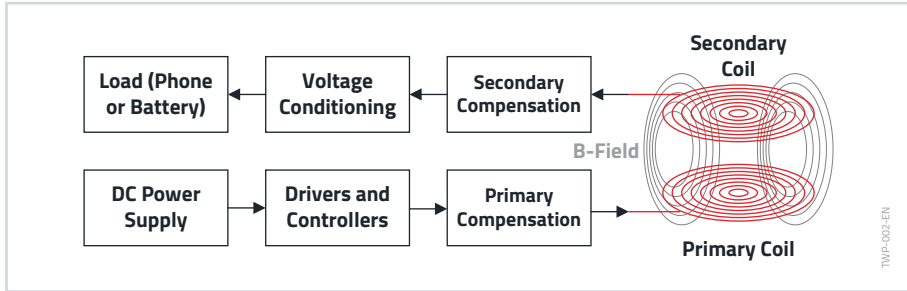 Secondary
Coil
Load (Phone
or Battery)
Voltage
Conditioning
Secondary
Compensation
B-Field
DC Power
Supply
Drivers and
Controllers
Primary
Compensation
Primary Coil
TWP-002-EN